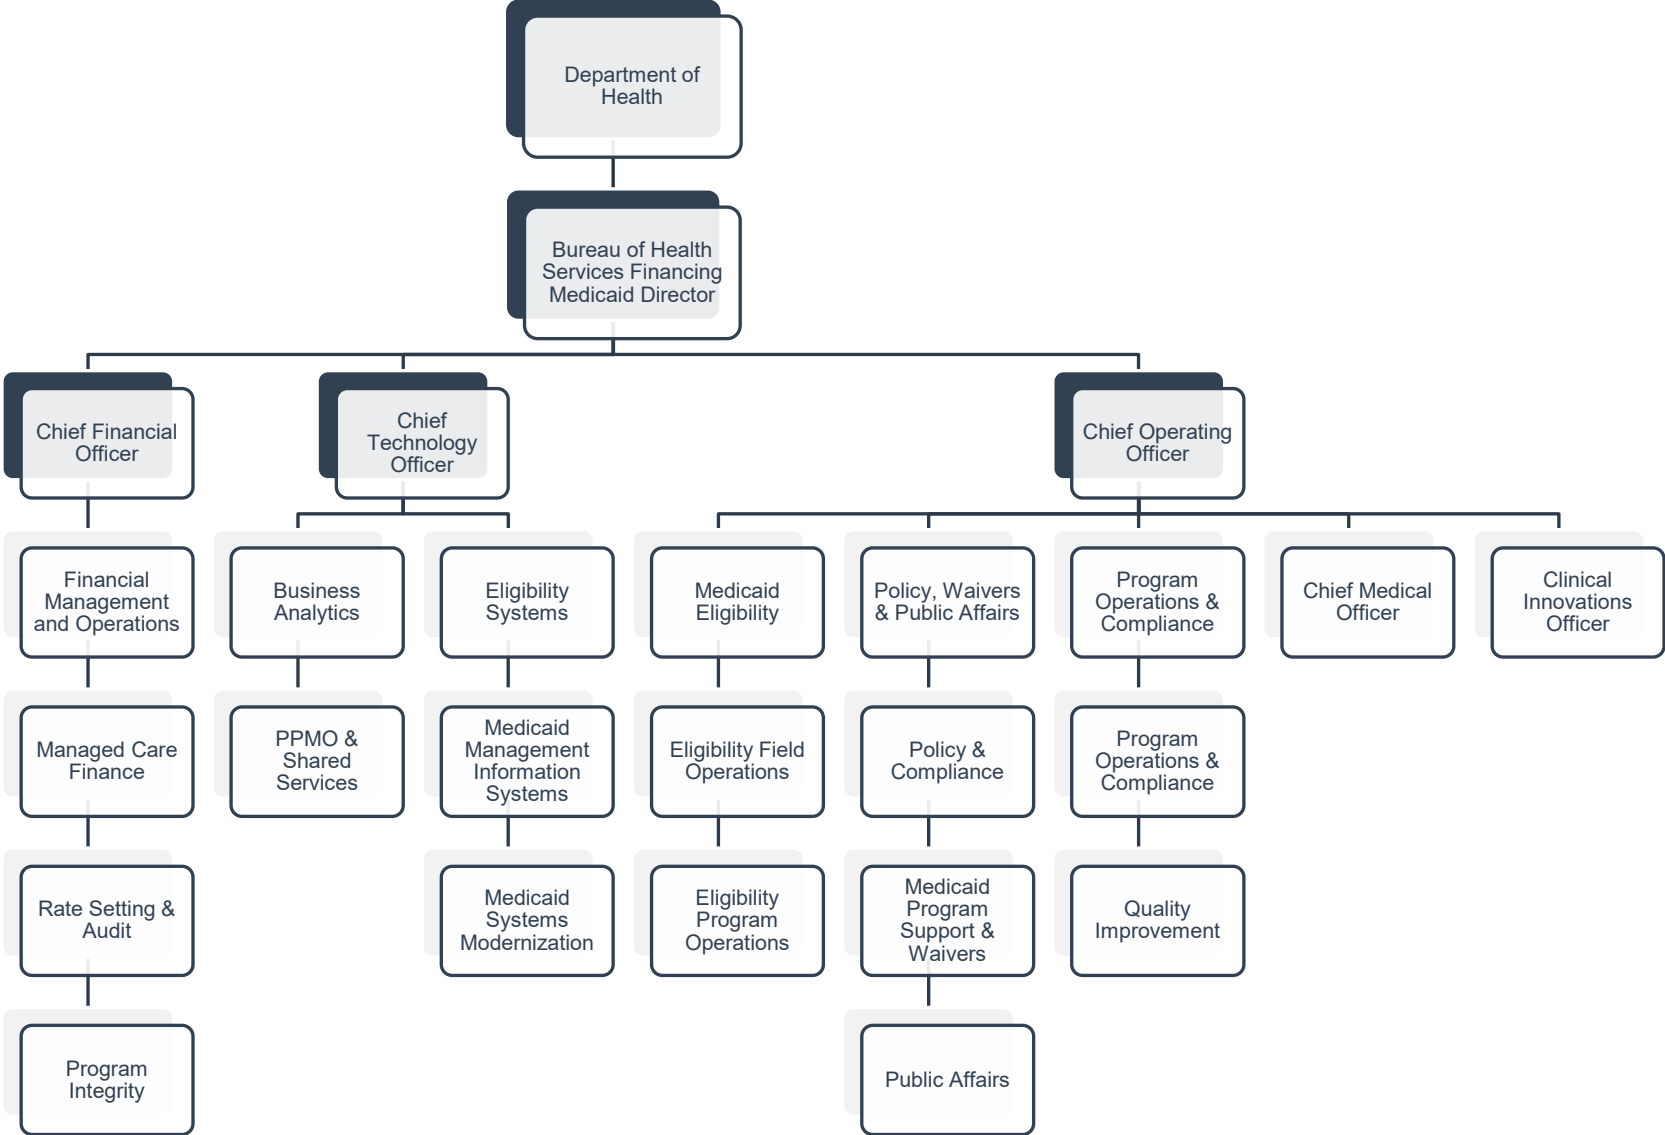 Department of
Health
Bureau of Health
Services Financing
Medicaid Director
Chief Financial
Officer
Chief
Technology
Officer
Chief Operating
Officer
Financial
Management
and Operations
Business
Analytics
Eligibility
Systems
Medicaid
Eligibility
Policy, Waivers
& Public Affairs
Program
Operations &
Compliance
Chief Medical
Officer
Clinical
Innovations
Officer
Managed Care
Finance
PPMO &
Shared
Services
Medicaid
Management
Information
Systems
Eligibility Field
Operations
Policy &
Compliance
Program
Operations &
Compliance
Rate Setting &
Audit
Medicaid
Systems
Modernization
Eligibility
Program
Operations
Medicaid
Program
Support &
Waivers
Quality
Improvement
Program
Integrity
Public Affairs